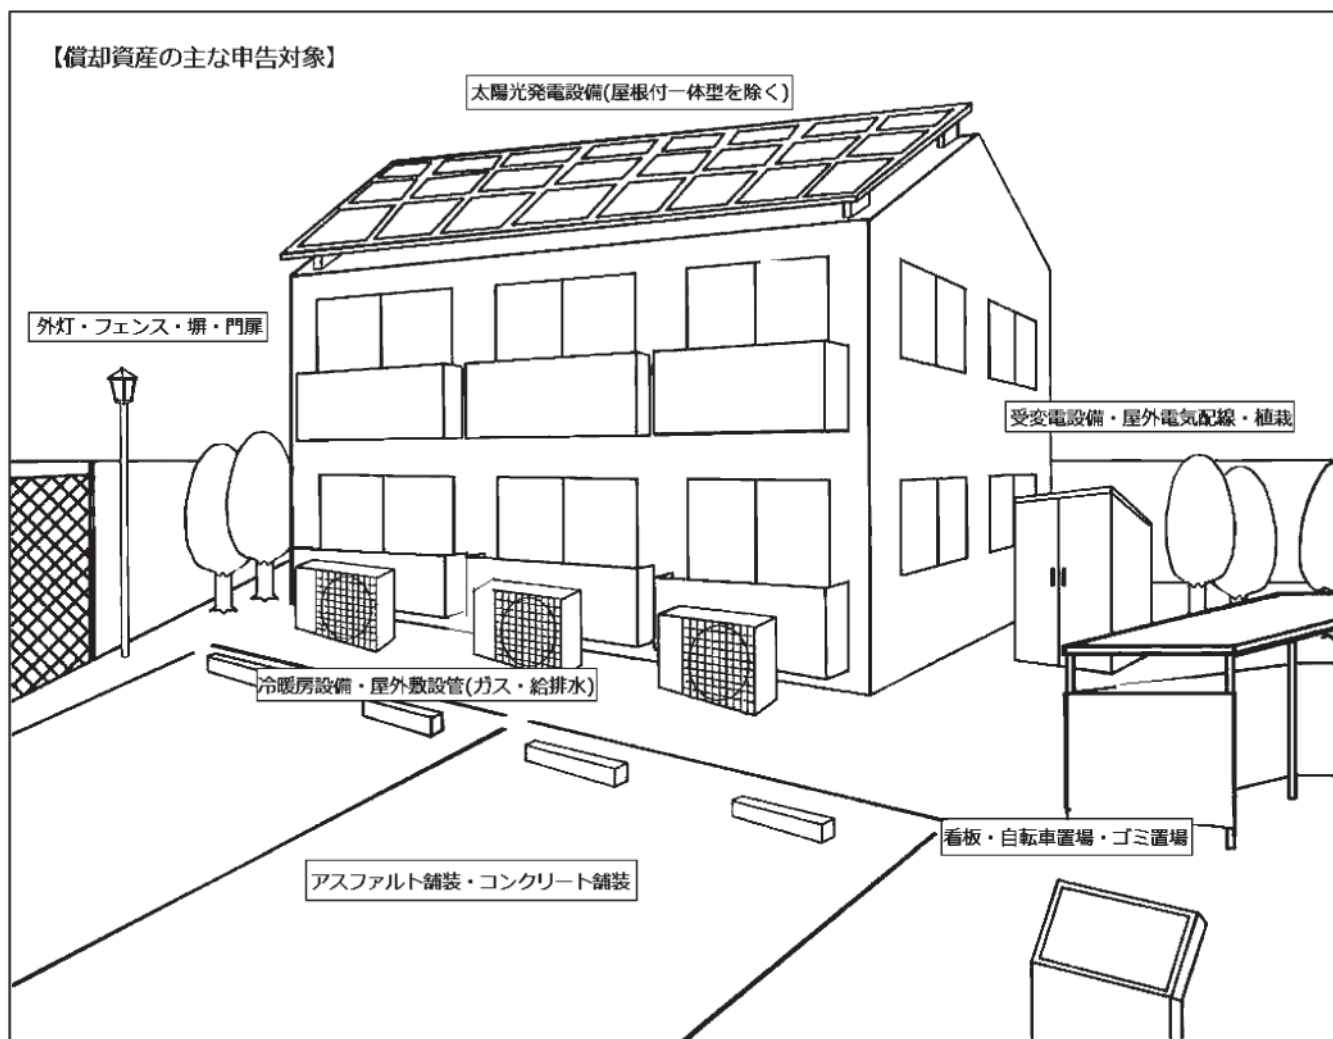 【償却資産の主な申告対象】
太陽光発電設備(屋根付一体型を除く)
外灯・フェンス・塀・門扉
受変電設備・屋外電気配線・植栽
冷暖房設備・屋外敷設管(ガス・給排水)
看板・自転車置場・ゴミ置場
アスファルト舗装・コンクリート舗装